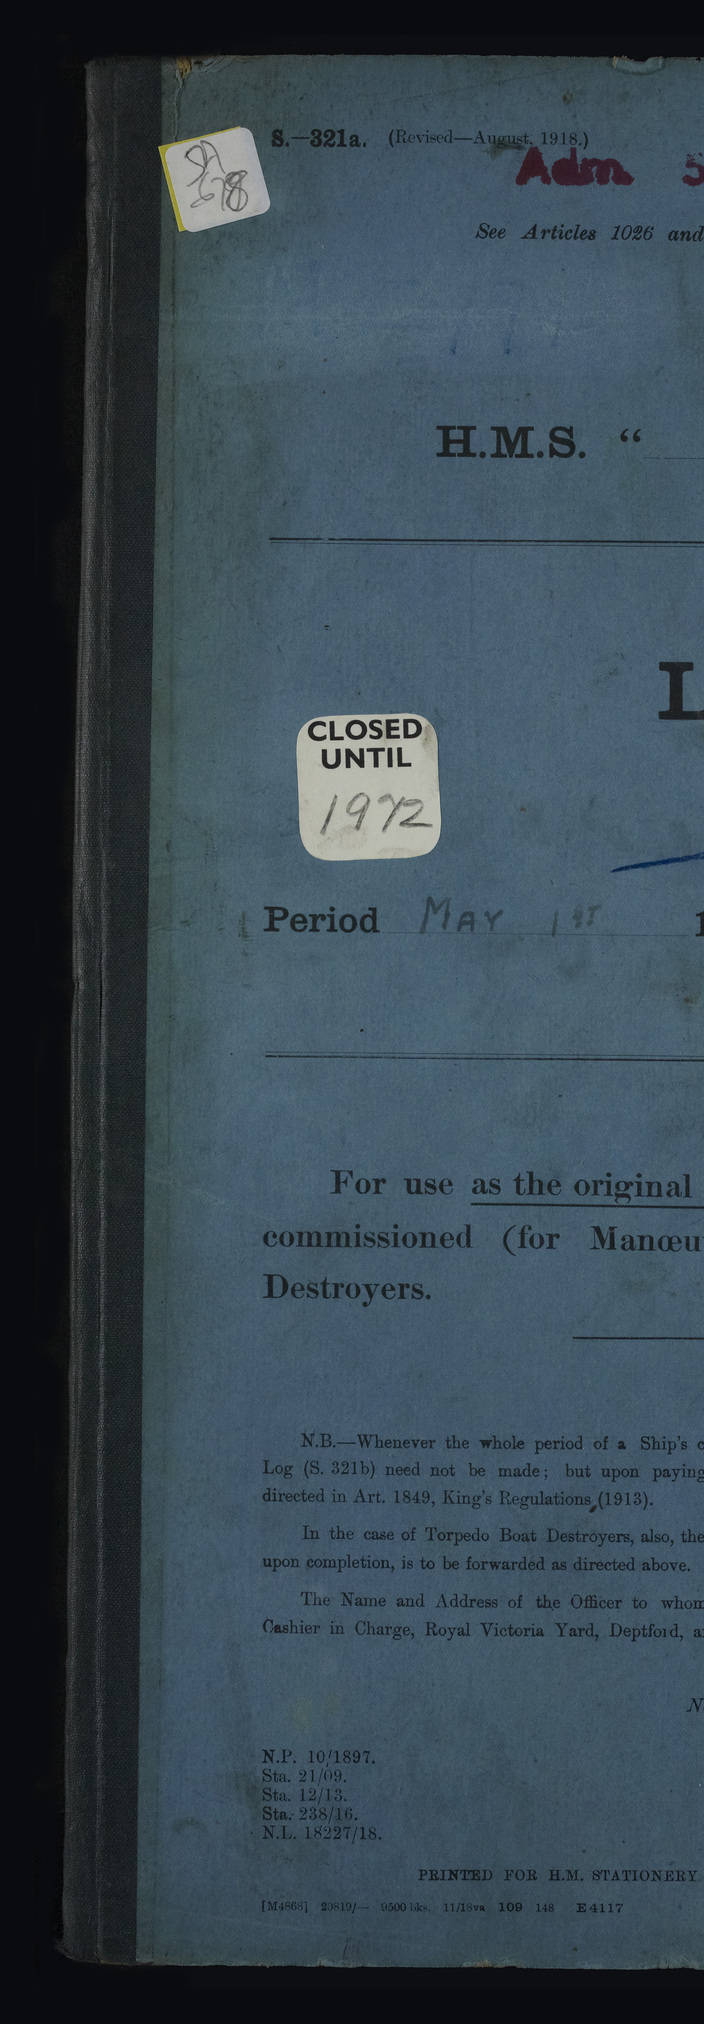 S.—321a. (Revised—August, 1918.)
Adm 5
See Articles 1026 and
H.M.S. “
L
CLOSED
UNTIL
1972
Period MAY 1ST 1
For use as the original
commissioned (for Manœu
Destroyers.
N.B.—Whenever the whole period of a Ship's c
Log (S. 321b) need not be made; but upon paying
directed in Art. 1849, King's Regulations, (1913).
In the case of Torpedo Boat Destroyers, also, the
upon completion, is to be forwarded as directed above.
The Name and Address of the Officer to whom
Cashier in Charge, Royal Victoria Yard, Deptford, a
N
N.P. 10/1897.
Sta. 21/09.
Sta. 12/13.
Sta. 238/16.
N.L. 18227/18.
PRINTED FOR H.M. STATIONERY
[M4868] 20819/— 9500 bks. 11/18va 109 148 E4117